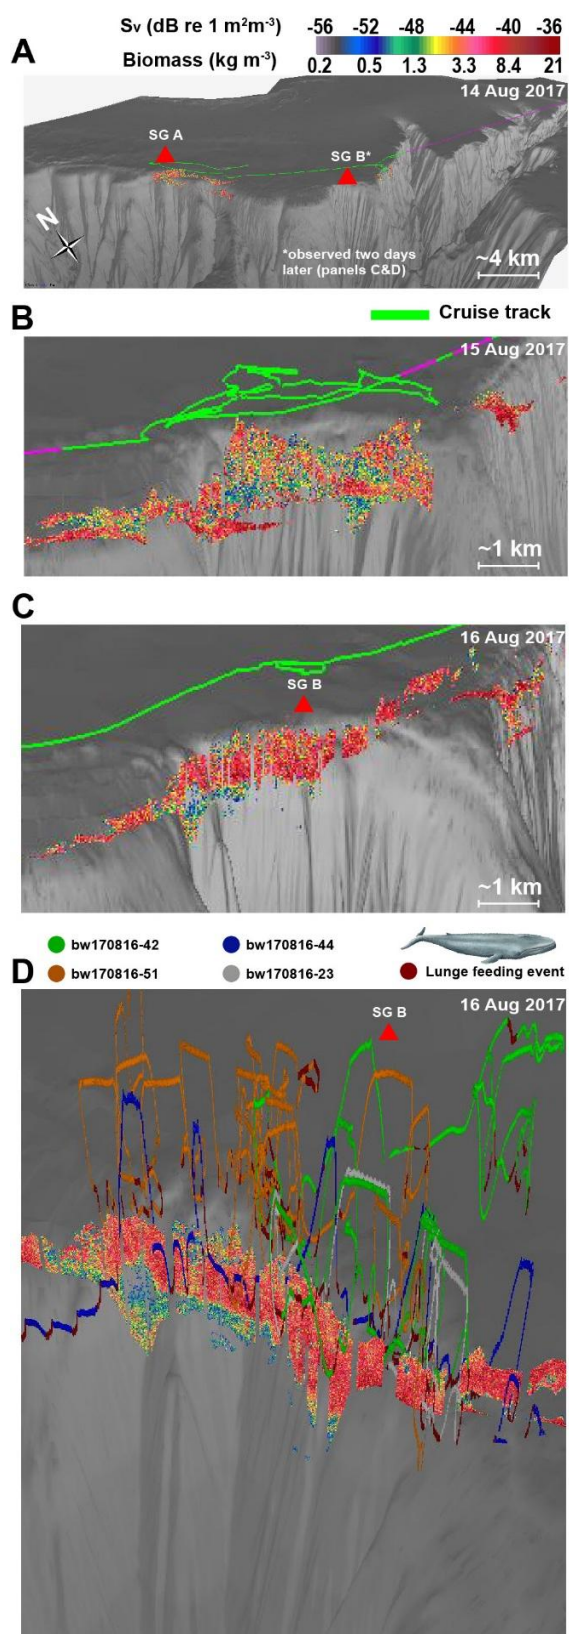 Sv (dB re 1 m²m⁻³) -56 -52 -48 -44 -40 -36
Biomass (kg m⁻³) 0.2 0.5 1.3 3.3 8.4 21
A
14 Aug 2017
SG A
SG B*
N
*observed two days
later (panels C&D)
~4 km
Cruise track
B
15 Aug 2017
~1 km
C
16 Aug 2017
SG B
~1 km
bw170816-42 bw170816-44
bw170816-51 bw170816-23 Lunge feeding event
D
16 Aug 2017
SG B